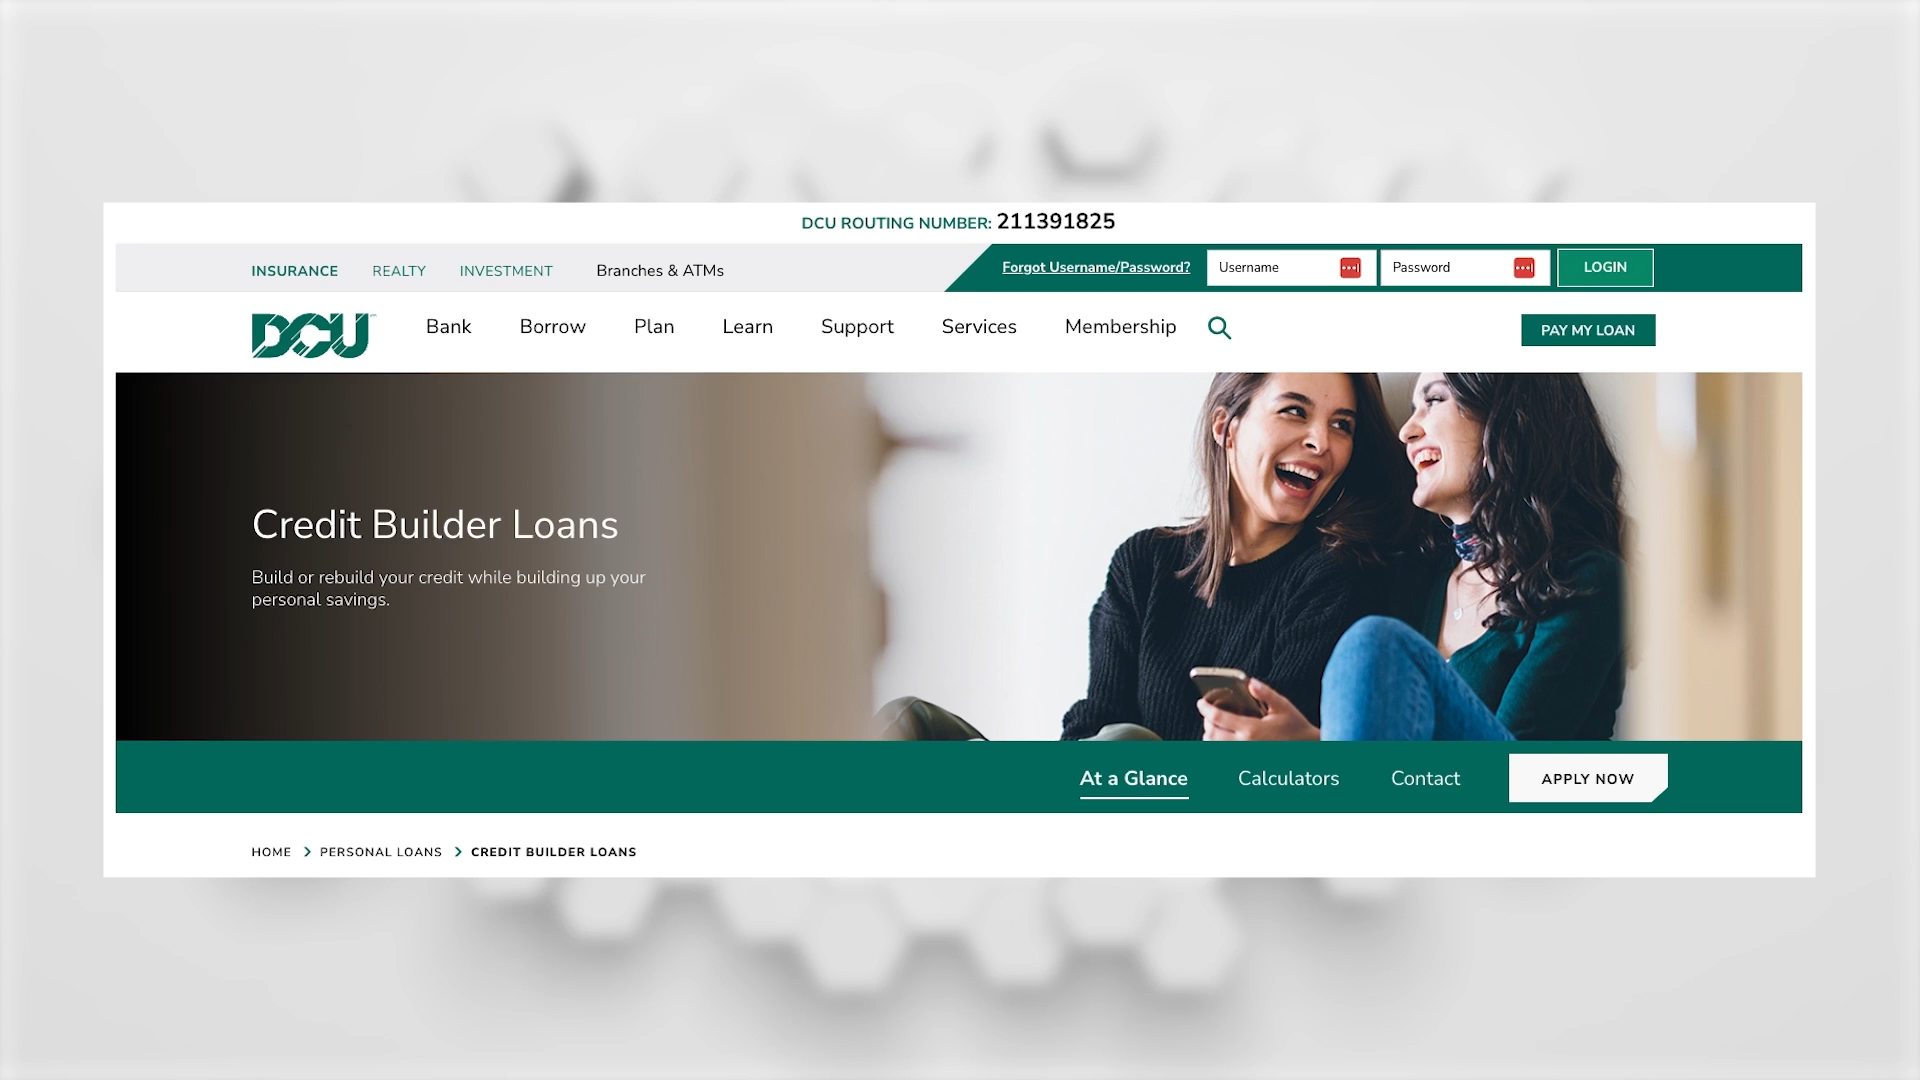 DCU ROUTING NUMBER: 211391825
INSURANCE REALTY INVESTMENT Branches & ATMs Forgot Username/Password? Username Password LOGIN
DCU Bank Borrow Plan Learn Support Services Membership PAY MY LOAN
Credit Builder Loans
Build or rebuild your credit while building up your
personal savings.
At a Glance Calculators Contact APPLY NOW
HOME > PERSONAL LOANS > CREDIT BUILDER LOANS